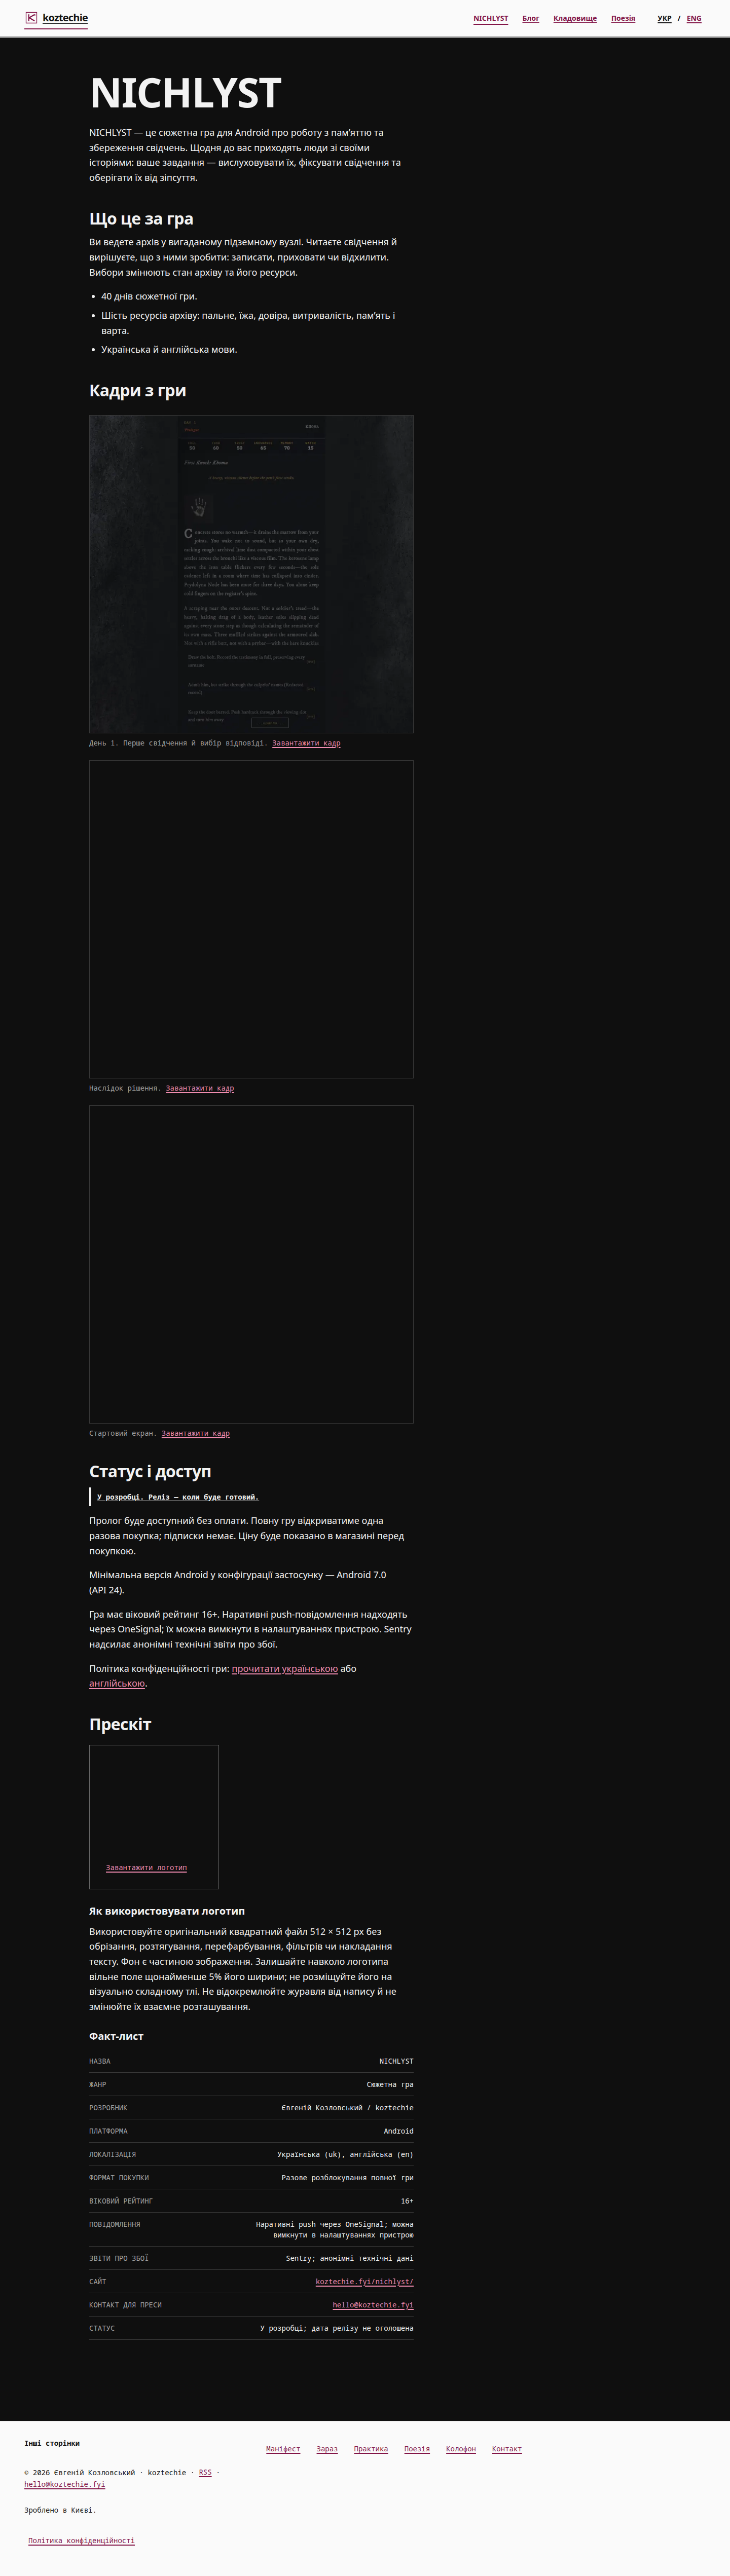 koztechie
NICHLYST Блог Кладовище Поезія УКР / ENG
NICHLYST
NICHLYST — це сюжетна гра для Android про роботу з пам’яттю та
збереження свідчень. Щодня до вас приходять люди зі своїми
історіями: ваше завдання — вислуховувати їх, фіксувати свідчення та
оберігати їх від зіпсуття.
Що це за гра
Ви ведете архів у вигаданому підземному вузлі. Читаєте свідчення й
вирішуєте, що з ними зробити: записати, приховати чи відхилити.
Вибори змінюють стан архіву та його ресурси.
• 40 днів сюжетної гри.
• Шість ресурсів архіву: пальне, їжа, довіра, витривалість, пам’ять і
варта.
• Українська й англійська мови.
Кадри з гри
День 1. Перше свідчення й вибір відповіді. Завантажити кадр
Наслідок рішення. Завантажити кадр
Стартовий екран. Завантажити кадр
Статус і доступ
У розробці. Реліз — коли буде готовий.
Пролог буде доступний без оплати. Повну гру відкриватиме одна
разова покупка; підписки немає. Ціну буде показано в магазині перед
покупкою.
Мінімальна версія Android у конфігурації застосунку — Android 7.0
(API 24).
Гра має віковий рейтинг 16+. Наративні push-повідомлення надходять
через OneSignal; їх можна вимкнути в налаштуваннях пристрою. Sentry
надсилає анонімні технічні звіти про збої.
Політика конфіденційності гри: прочитати українською або
англійською.
Прескіт
Завантажити логотип
Як використовувати логотип
Використовуйте оригінальний квадратний файл 512 × 512 px без
обрізання, розтягування, перефарбування, фільтрів чи накладання
тексту. Фон є частиною зображення. Залишайте навколо логотипа
вільне поле щонайменше 5% його ширини; не розміщуйте його на
візуально складному тлі. Не відокремлюйте журавля від напису й не
змінюйте їх взаємне розташування.
Факт-лист
НАЗВА NICHLYST
ЖАНР Сюжетна гра
РОЗРОБНИК Євгеній Козловський / koztechie
ПЛАТФОРМА Android
ЛОКАЛІЗАЦІЯ Українська (uk), англійська (en)
ФОРМАТ ПОКУПКИ Разове розблокування повної гри
ВІКОВИЙ РЕЙТИНГ 16+
ПОВІДОМЛЕННЯ Наративні push через OneSignal; можна
вимкнути в налаштуваннях пристрою
ЗВІТИ ПРО ЗБОЇ Sentry; анонімні технічні дані
САЙТ koztechie.fyi/nichlyst/
КОНТАКТ ДЛЯ ПРЕСИ hello@koztechie.fyi
СТАТУС У розробці; дата релізу не оголошена
Інші сторінки
Маніфест Зараз Практика Поезія Колофон Контакт
© 2026 Євгеній Козловський · koztechie · RSS ·
hello@koztechie.fyi
Зроблено в Києві.
Політика конфіденційності